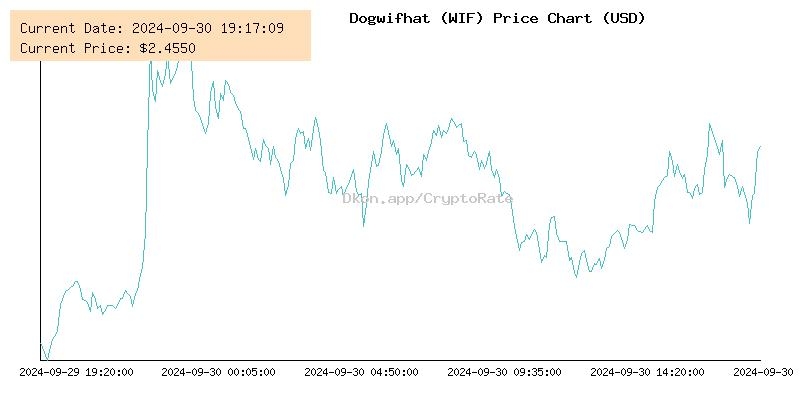 Dogwifhat (WIF) Price Chart (USD)
Current Date: 2024-09-30 19:17:09
Current Price: $2.4550
Dkon.app/CryptoRate
2024-09-29 19:20:00 2024-09-30 00:05:00 2024-09-30 04:50:00 2024-09-30 09:35:00 2024-09-30 14:20:00 2024-09-30